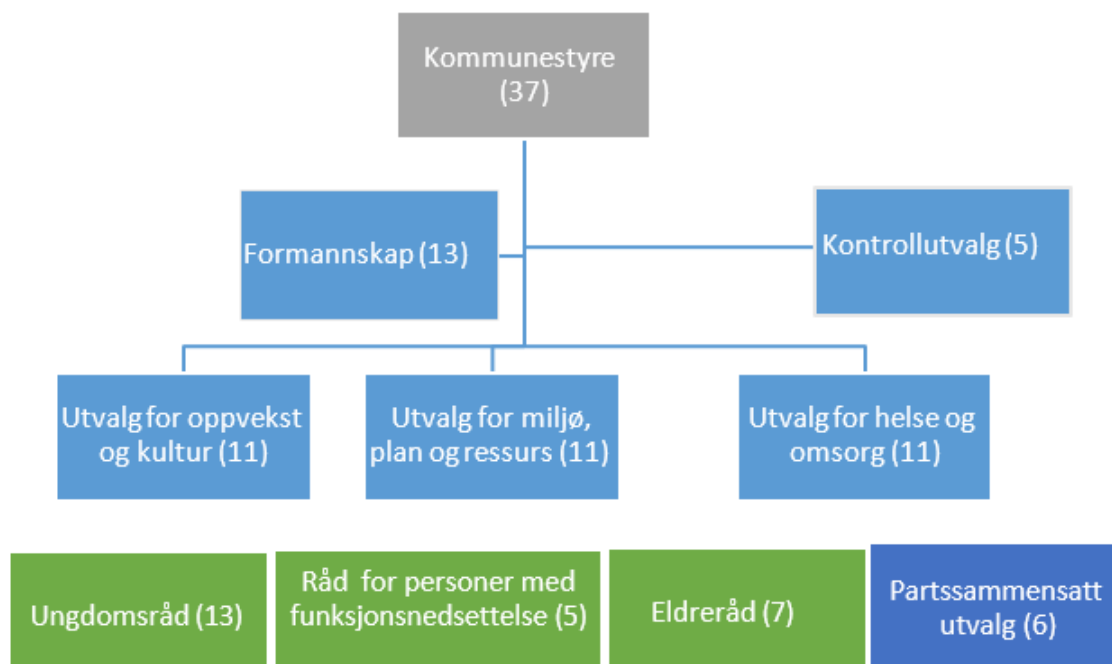 Kommunestyre
(37)
Formannskap (13)
Kontrollutvalg (5)
Utvalg for oppvekst
og kultur (11)
Utvalg for miljø,
plan og ressurs (11)
Utvalg for helse og
omsorg (11)
Ungdomsråd (13)
Råd for personer med
funksjonsnedsettelse (5)
Eldreråd (7)
Partssammensatt
utvalg (6)